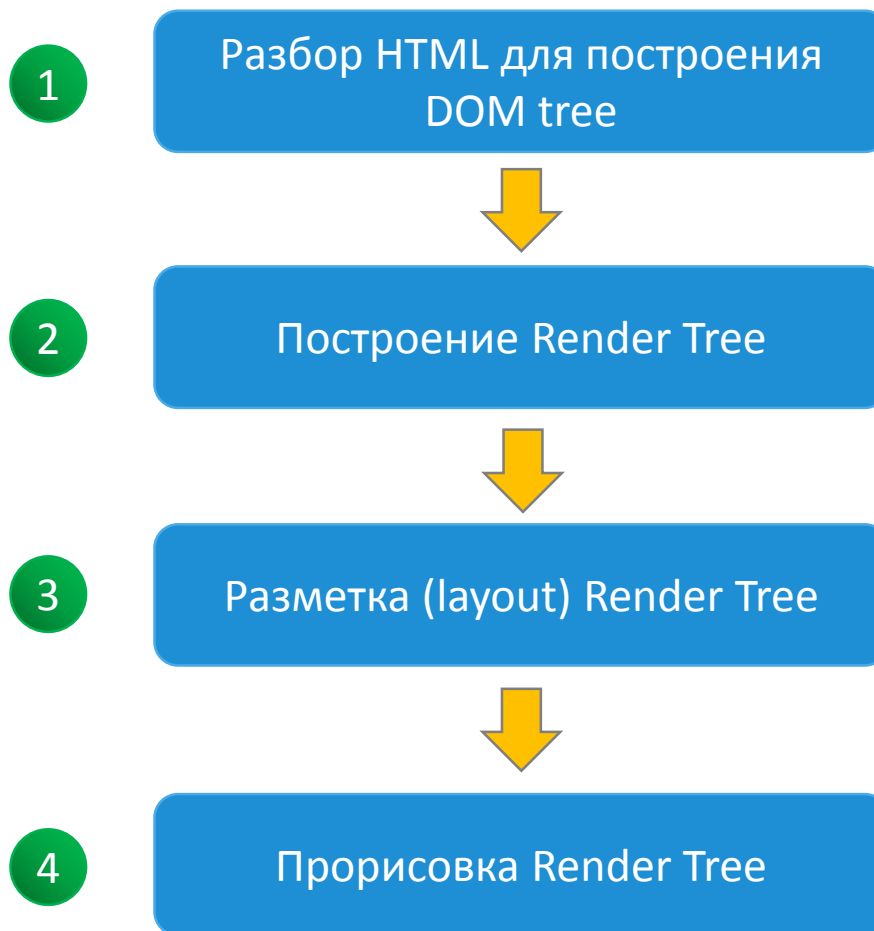 1
Разбор HTML для построения
DOM tree
2
Построение Render Tree
3
Разметка (layout) Render Tree
4
Прорисовка Render Tree